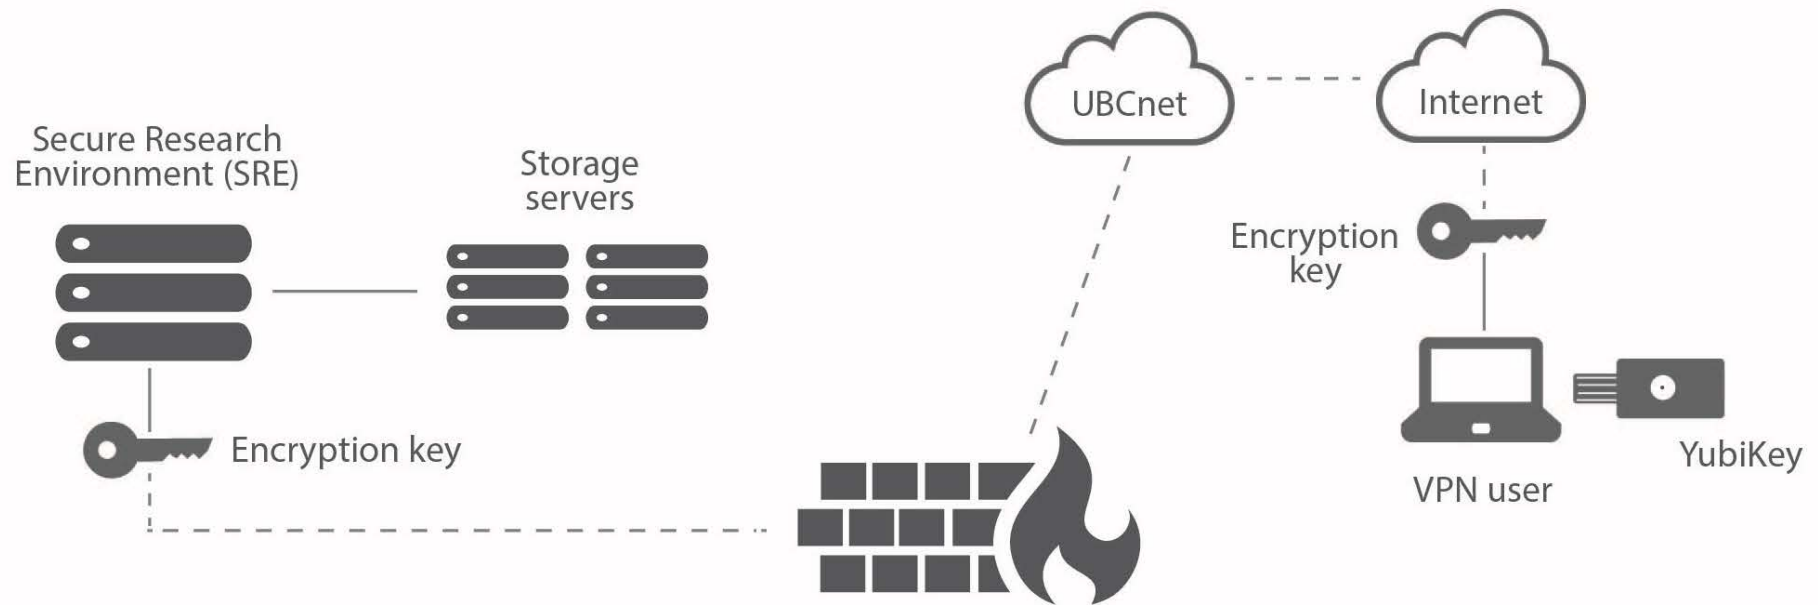 Secure Research
Environment (SRE)
Storage
servers
Encryption key
UBCnet
Internet
Encryption
key
VPN user
YubiKey